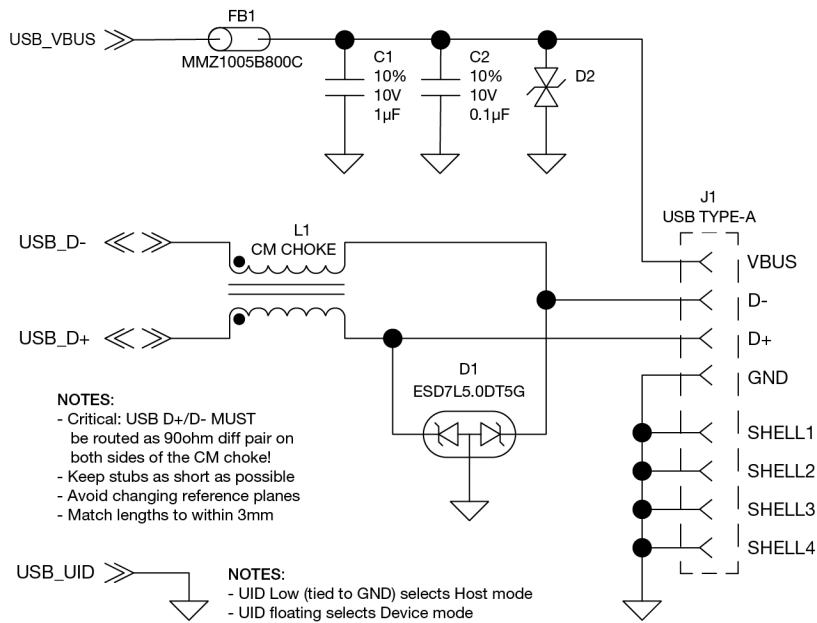 FB1
USB_VBUS
MMZ1005B800C
C1
10%
10V
1µF
C2
10%
10V
0.1µF
D2
J1
USB TYPE-A
L1
CM CHOKE
USB_D-
VBUS
D-
USB_D+
D+
D1
ESD7L5.0DT5G
GND
NOTES:
- Critical: USB D+/D- MUST
be routed as 90ohm diff pair on
both sides of the CM choke!
- Keep stubs as short as possible
- Avoid changing reference planes
- Match lengths to within 3mm
SHELL1
SHELL2
SHELL3
SHELL4
USB_UID
NOTES:
- UID Low (tied to GND) selects Host mode
- UID floating selects Device mode